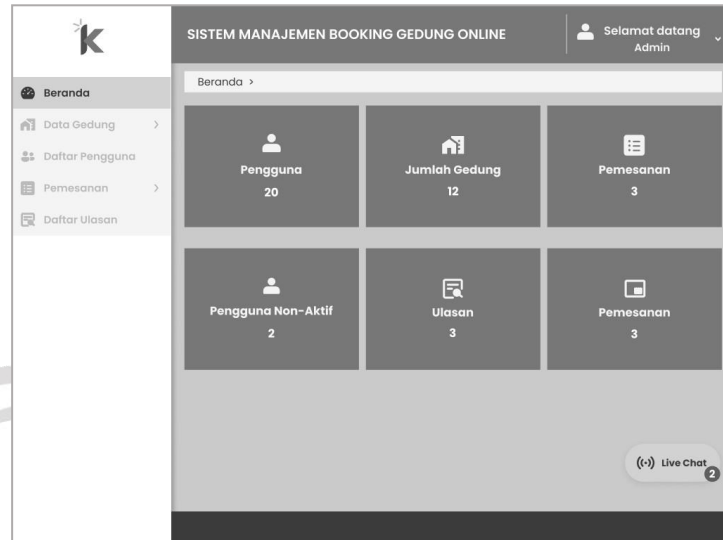 k
SISTEM MANAJEMEN BOOKING GEDUNG ONLINE
Selamat datang
Admin
Beranda
Data Gedung >
Daftar Pengguna
Pemesanan >
Daftar Ulasan
Beranda >
Pengguna
20
Jumlah Gedung
12
Pemesanan
3
Pengguna Non-Aktif
2
Ulasan
3
Pemesanan
3
Live Chat
2